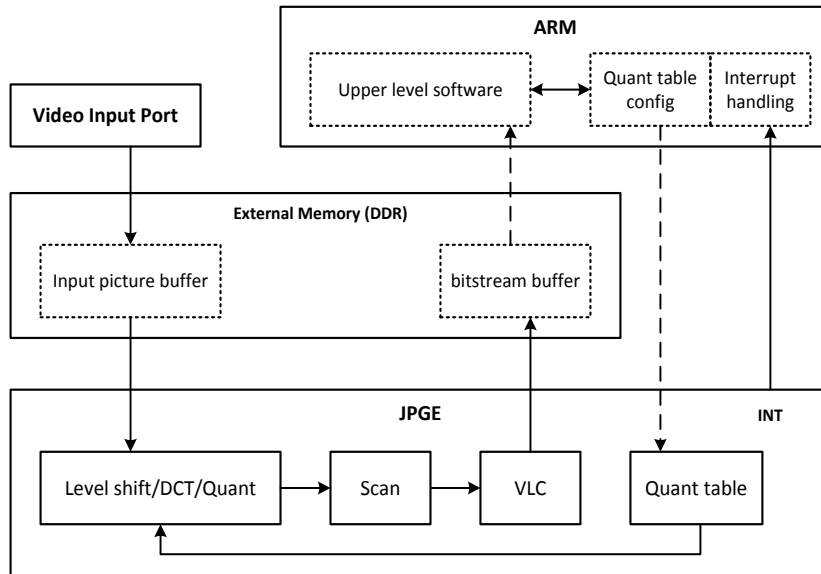 ARM
Upper level software
Quant table
config
Interrupt
handling
Video Input Port
External Memory (DDR)
Input picture buffer
bitstream buffer
JPGE
INT
Level shift/DCT/Quant
Scan
VLC
Quant table